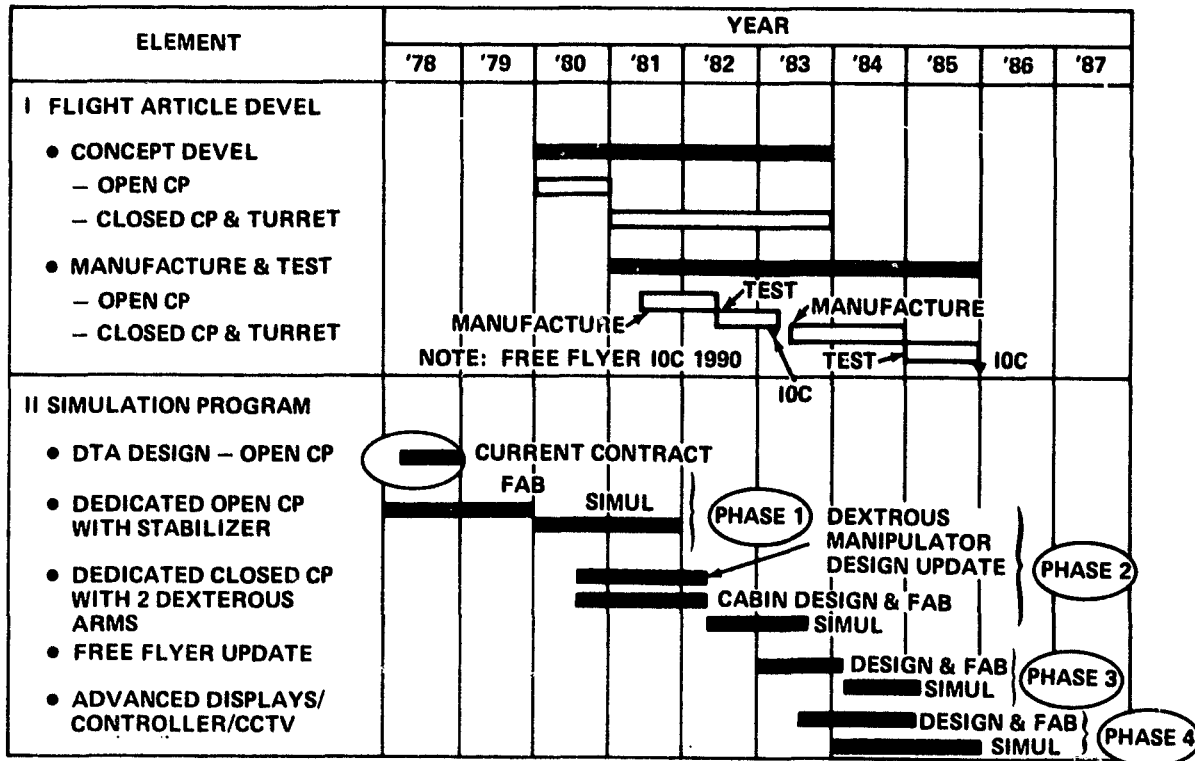 ELEMENT
YEAR
'78 '79 '80 '81 '82 '83 '84 '85 '86 '87
I FLIGHT ARTICLE DEVEL
• CONCEPT DEVEL
– OPEN CP
– CLOSED CP & TURRET
• MANUFACTURE & TEST
– OPEN CP
– CLOSED CP & TURRET
TEST
MANUFACTURE
MANUFACTURE
NOTE: FREE FLYER IOC 1990
TEST
IOC
IOC
II SIMULATION PROGRAM
• DTA DESIGN – OPEN CP
CURRENT CONTRACT
• DEDICATED OPEN CP
WITH STABILIZER
FAB
SIMUL
PHASE 1
• DEDICATED CLOSED CP
WITH 2 DEXTEROUS
ARMS
DEXTROUS
MANIPULATOR
DESIGN UPDATE
CABIN DESIGN & FAB
SIMUL
PHASE 2
• FREE FLYER UPDATE
DESIGN & FAB
SIMUL
PHASE 3
• ADVANCED DISPLAYS/
CONTROLLER/CCTV
DESIGN & FAB
SIMUL
PHASE 4